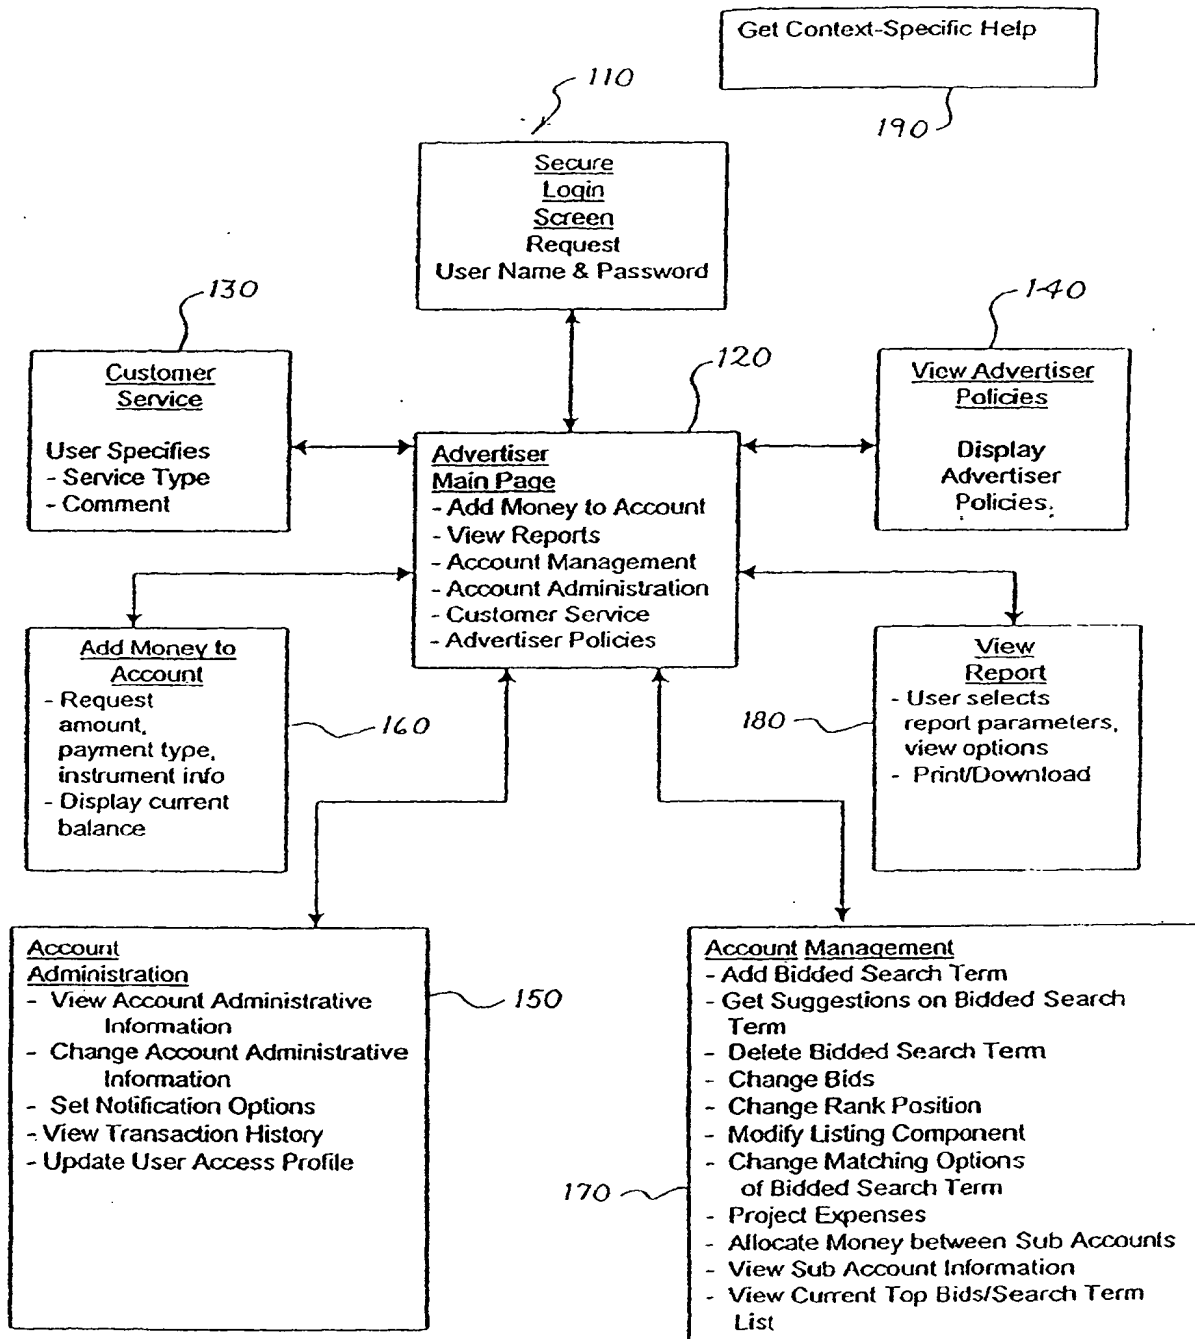 Get Context-Specific Help
190
110
Secure
Login
Screen
Request
User Name & Password
130
Customer
Service
User Specifies
- Service Type
- Comment
120
Advertiser
Main Page
- Add Money to Account
- View Reports
- Account Management
- Account Administration
- Customer Service
- Advertiser Policies
140
View Advertiser
Policies
Display
Advertiser
Policies.
Add Money to
Account
- Request
amount,
payment type,
instrument info
- Display current
balance
160
180
View
Report
- User selects
report parameters,
view options
- Print/Download
Account
Administration
- View Account Administrative
Information
- Change Account Administrative
Information
- Set Notification Options
- View Transaction History
- Update User Access Profile
150
170
Account Management
- Add Bidded Search Term
- Get Suggestions on Bidded Search
Term
- Delete Bidded Search Term
- Change Bids
- Change Rank Position
- Modify Listing Component
- Change Matching Options
of Bidded Search Term
- Project Expenses
- Allocate Money between Sub Accounts
- View Sub Account Information
- View Current Top Bids/Search Term
List